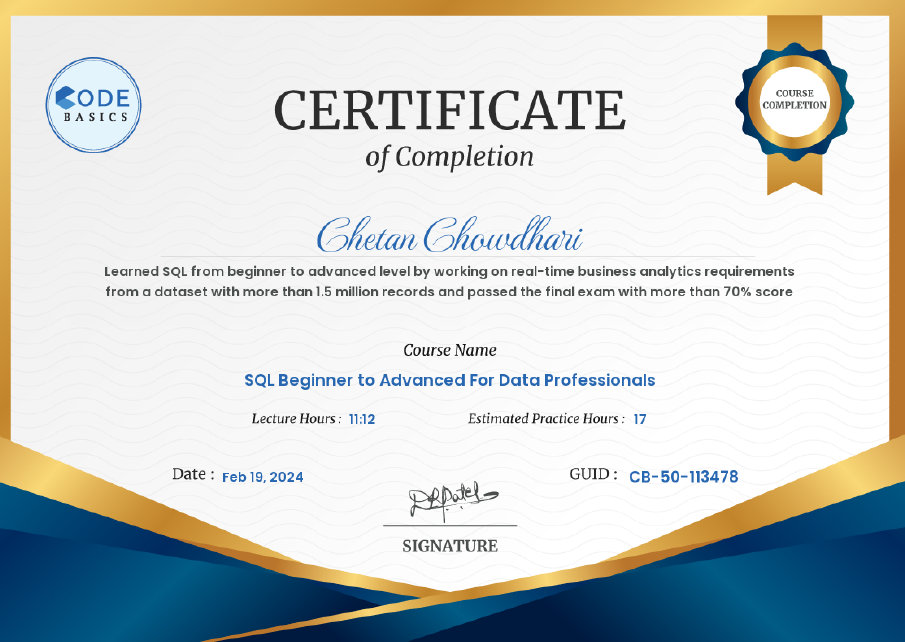 CODE
BASICS
COURSE
COMPLETION
CERTIFICATE
of Completion
Chetan Chowdhari
Learned SQL from beginner to advanced level by working on real-time business analytics requirements
from a dataset with more than 1.5 million records and passed the final exam with more than 70% score
Course Name
SQL Beginner to Advanced For Data Professionals
Lecture Hours : 11:12 Estimated Practice Hours : 17
Date : Feb 19, 2024 GUID : CB-50-113478
DRPatel
SIGNATURE